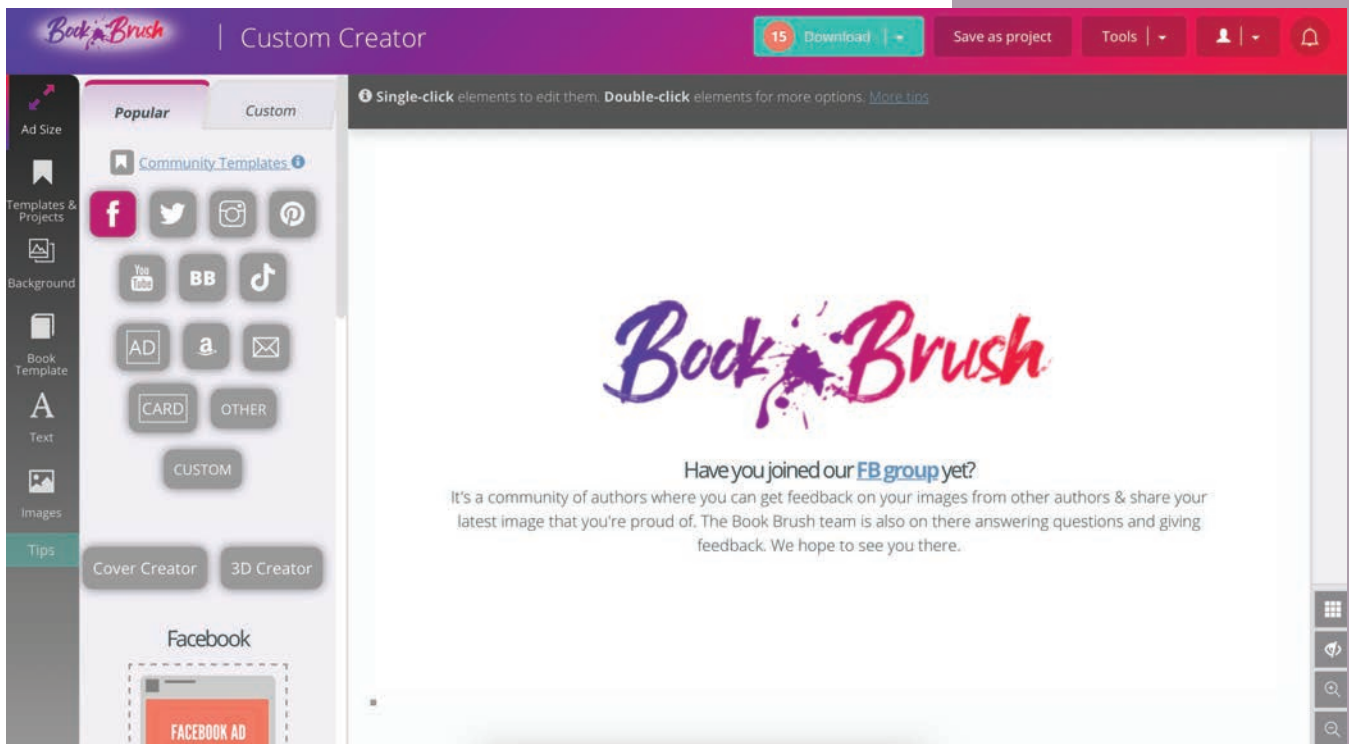 Book Brush | Custom Creator
15 Download
Save as project
Tools
Ad Size
Templates & Projects
Background
Book Template
Text
Images
Tips
Popular
Custom
Community Templates
f
You Tube
BB
AD
a
CARD
OTHER
CUSTOM
Cover Creator
3D Creator
Facebook
FACEBOOK AD
Single-click elements to edit them. Double-click elements for more options. More tips
Book Brush
Have you joined our FB group yet?
It's a community of authors where you can get feedback on your images from other authors & share your
latest image that you're proud of. The Book Brush team is also on there answering questions and giving
feedback. We hope to see you there.